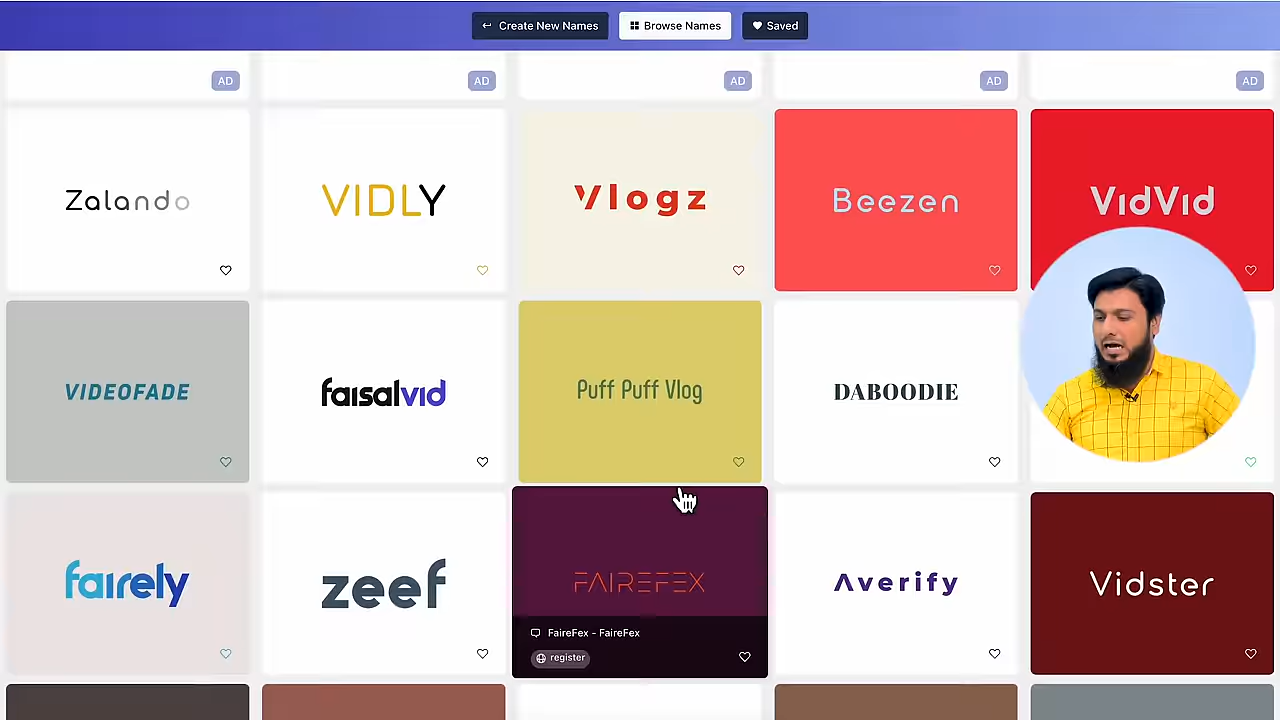 Create New Names
Browse Names
Saved
AD
AD
AD
AD
AD
Zalando
VIDLY
Vlogz
Beezen
VidVid
VIDEOFADE
faisalvid
Puff Puff Vlog
DABOODIE
fairely
zeef
FAIREFEX
FaireFex - FaireFex
register
Averify
Vidster